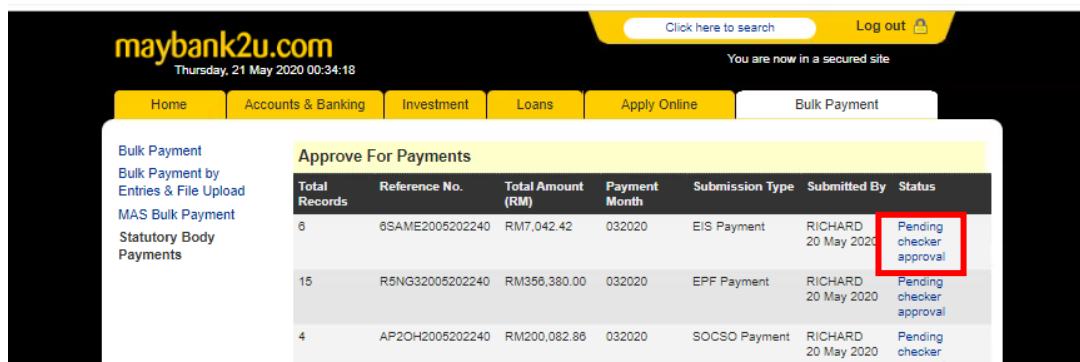 Click here to search
Log out
maybank2u.com
Thursday, 21 May 2020 00:34:18
You are now in a secured site
Home Accounts & Banking Investment Loans Apply Online Bulk Payment
Bulk Payment
Bulk Payment by
Entries & File Upload
MAS Bulk Payment
Statutory Body
Payments
Approve For Payments
Total Records Reference No. Total Amount (RM) Payment Month Submission Type Submitted By Status
6 6SAME2005202240 RM7,042.42 032020 EIS Payment RICHARD 20 May 2020 Pending checker approval
15 R5NG32005202240 RM356,380.00 032020 EPF Payment RICHARD 20 May 2020 Pending checker approval
4 AP2OH2005202240 RM200,082.86 032020 SOCSO Payment RICHARD 20 May 2020 Pending checker